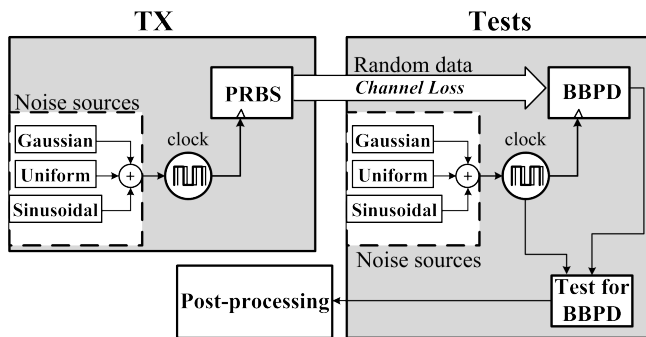 TX
Tests
Noise sources
Gaussian
Uniform
Sinusoidal
+
clock
PRBS
Random data
Channel Loss
BBPD
Gaussian
Uniform
Sinusoidal
+
clock
Noise sources
Post-processing
Test for
BBPD